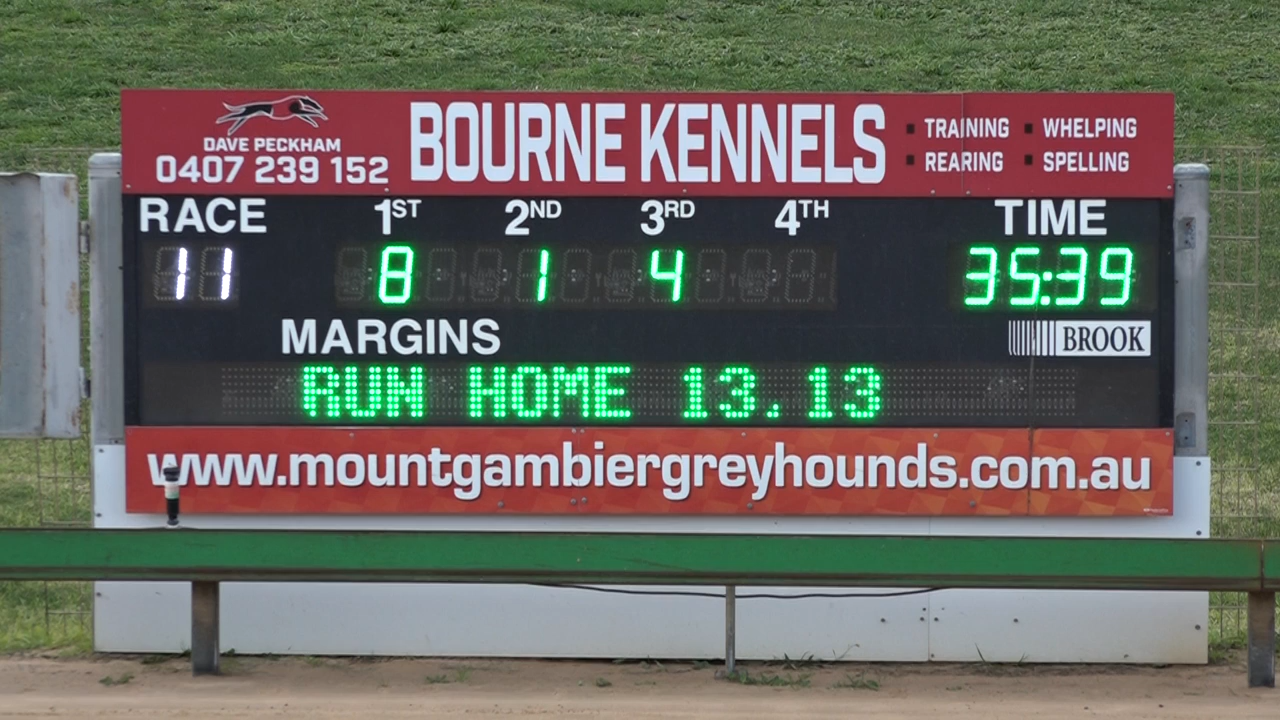 DAVE PECKHAM
0407 239 152
BOURNE KENNELS
TRAINING WHELPING
REARING SPELLING
RACE 1ST 2ND 3RD 4TH TIME
11 8 1 4 35:39
MARGINS
BROOK
RUN HOME 13.13
www.mountgambiergreyhounds.com.au